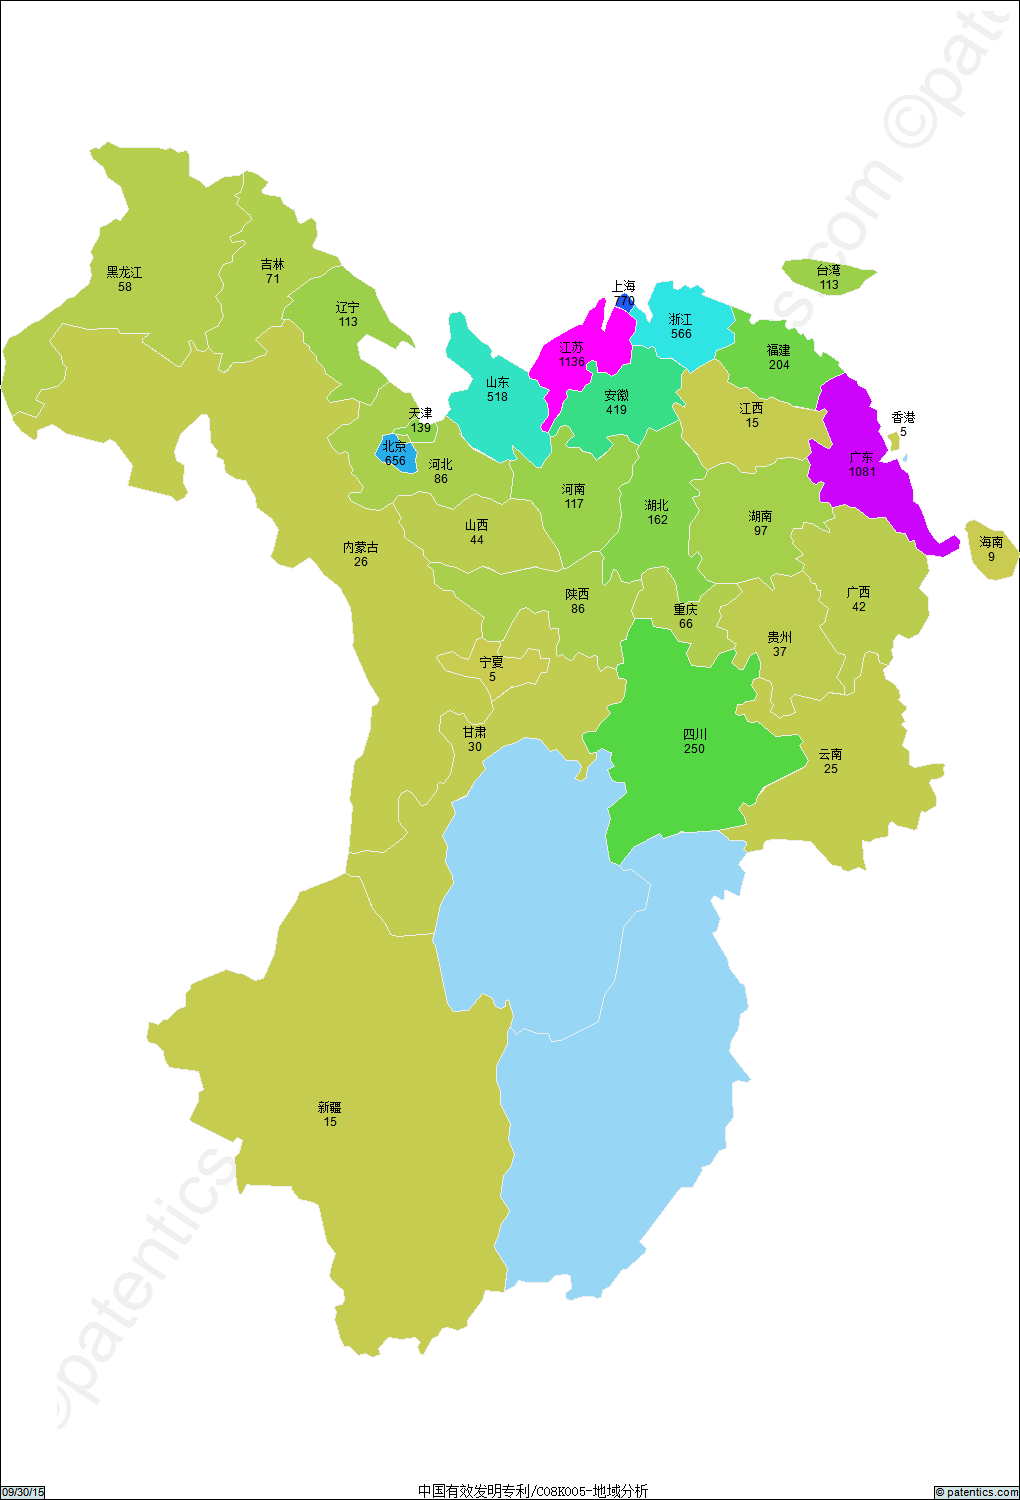 ©patentics.com ©patentics
黑龙江
58
吉林
71
辽宁
113
台湾
113
上海
770
浙江
566
江苏
1136
福建
204
山东
518
安徽
419
江西
15
天津
139
香港
5
北京
656
河北
86
广东
1081
河南
117
湖北
162
湖南
97
山西
44
海南
9
内蒙古
26
陕西
86
重庆
66
广西
42
贵州
37
宁夏
5
甘肃
30
四川
250
云南
25
新疆
15
09/30/15
中国有效发明专利/C08K005-地域分析
© patentics.com